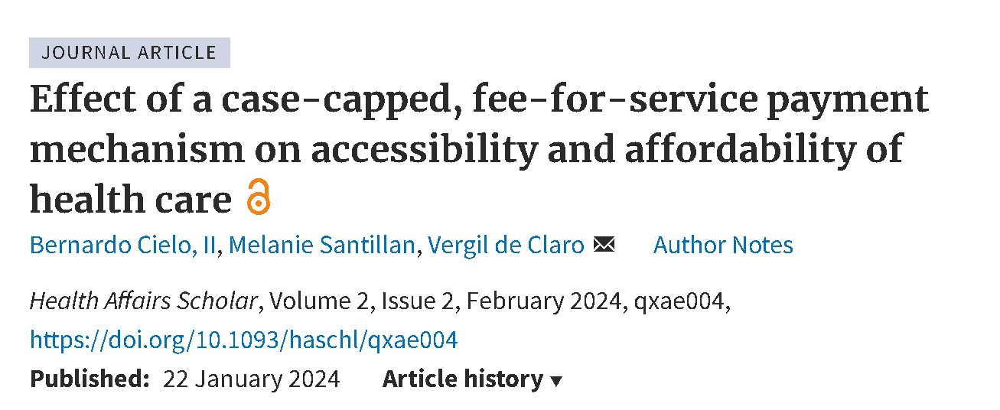 JOURNAL ARTICLE
Effect of a case-capped, fee-for-service payment
mechanism on accessibility and affordability of
health care
Bernardo Cielo, II, Melanie Santillan, Vergil de Claro Author Notes
Health Affairs Scholar, Volume 2, Issue 2, February 2024, qxae004,
https://doi.org/10.1093/haschl/qxae004
Published: 22 January 2024 Article history ▾